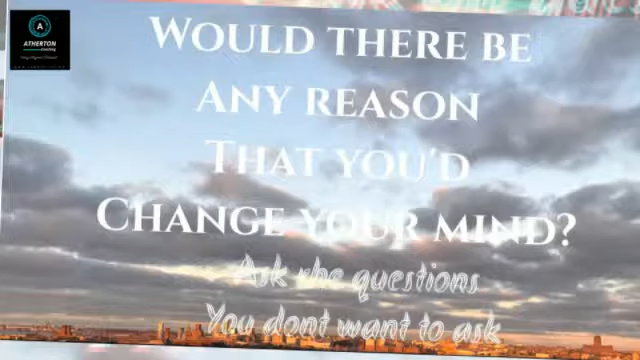 ATHERTON
WOULD THERE BE
ANY REASON
THAT YOU'D
CHANGE YOUR MIND?
Ask the questions
You dont want to ask